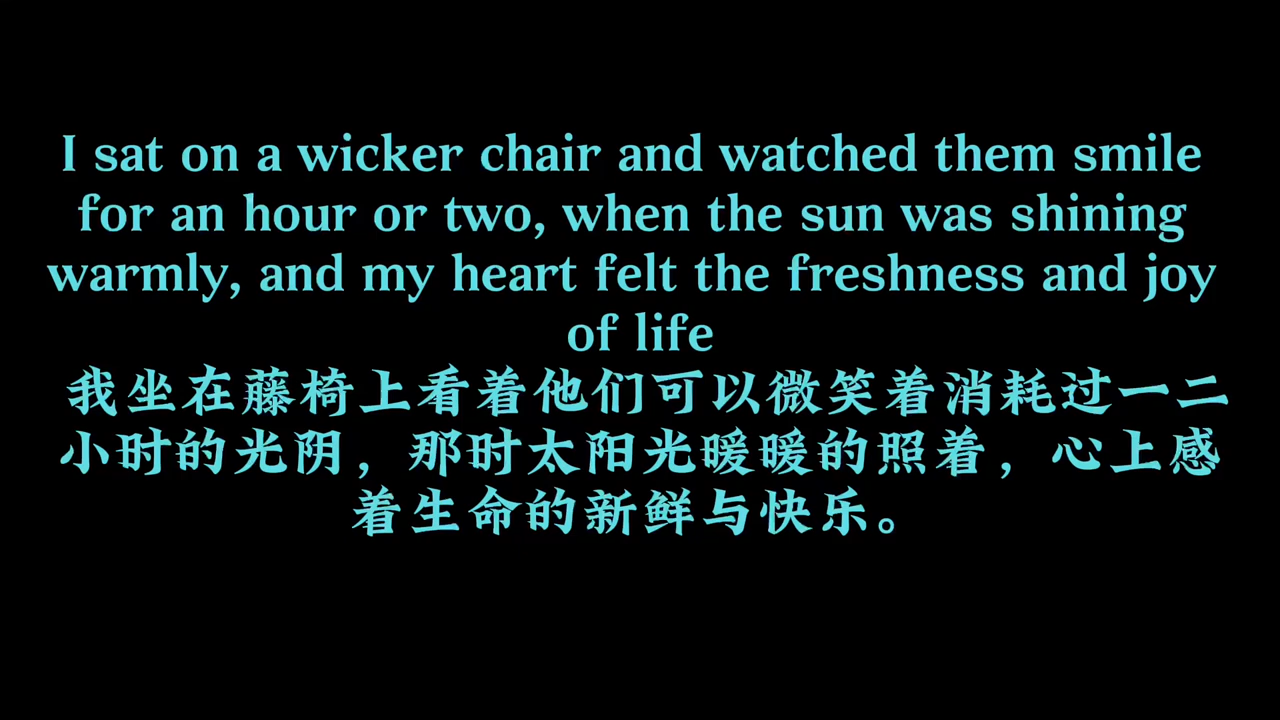 I sat on a wicker chair and watched them smile
for an hour or two, when the sun was shining
warmly, and my heart felt the freshness and joy
of life
我坐在藤椅上看着他们可以微笑着消耗过一二
小时的光阴，那时太阳光暖暖的照着，心上感
着生命的新鲜与快乐。